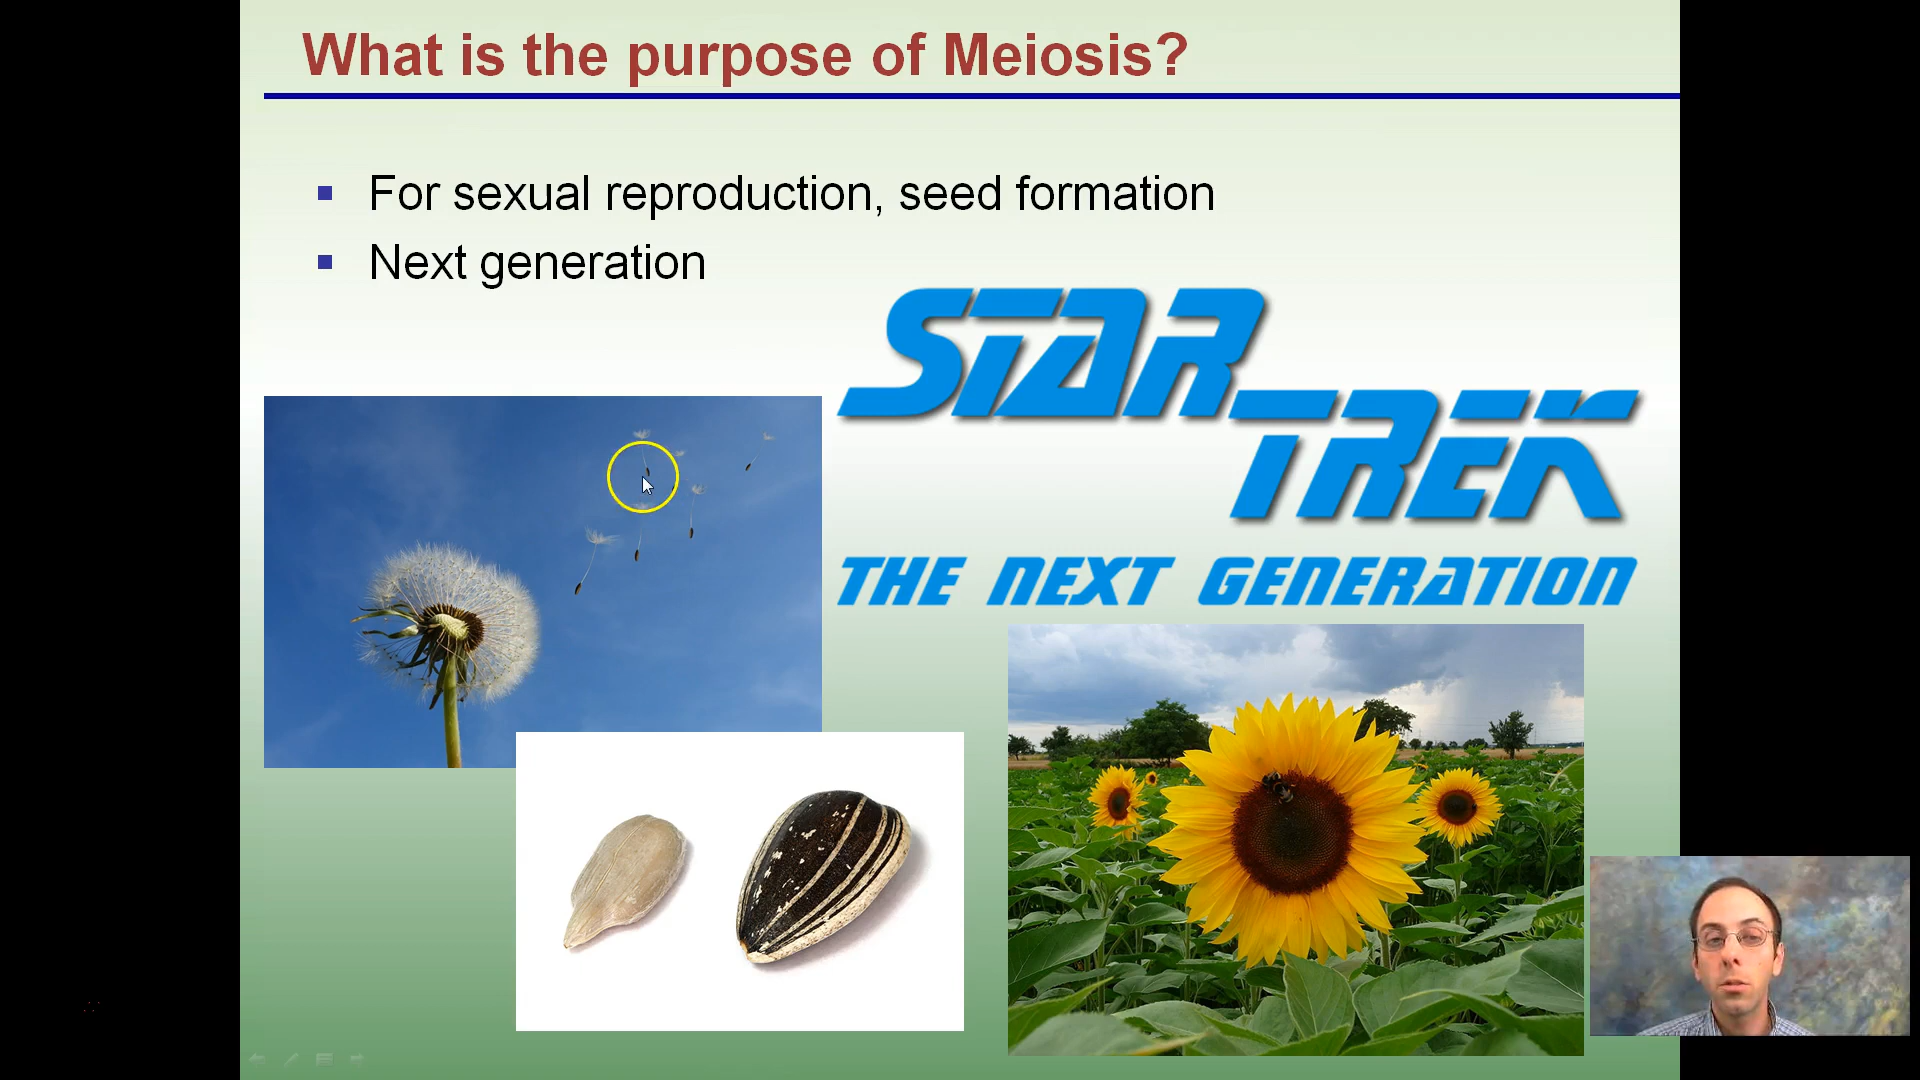 What is the purpose of Meiosis?
For sexual reproduction, seed formation
Next generation
STAR
TREK
THE NEXT GENERATION